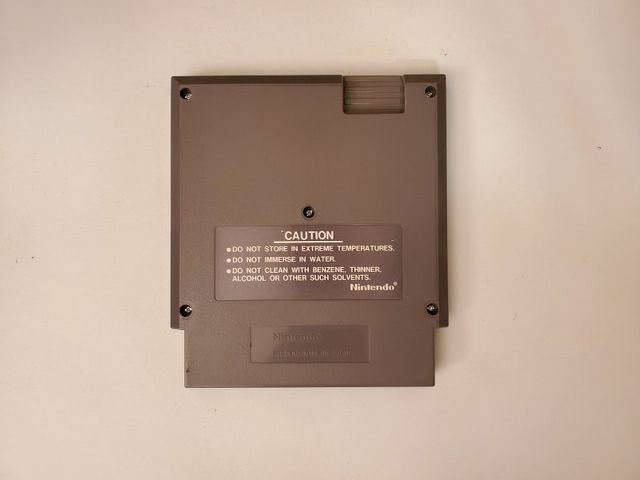 CAUTION
•DO NOT STORE IN EXTREME TEMPERATURES.
•DO NOT IMMERSE IN WATER.
•DO NOT CLEAN WITH BENZENE, THINNER,
ALCOHOL OR OTHER SUCH SOLVENTS.
Nintendo®
Nintendo